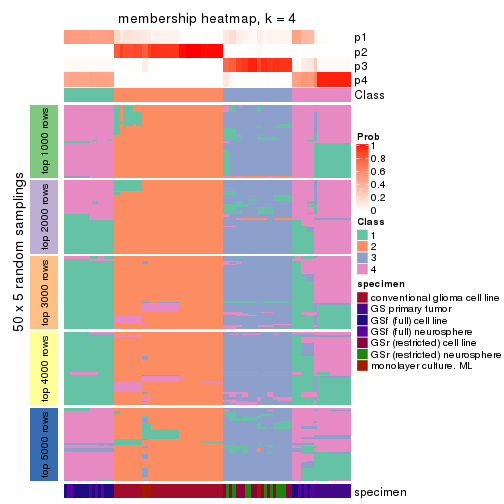 membership heatmap, k = 4
p1
p2
p3
p4
Class
50 x 5 random samplings
top 1000 rows
top 2000 rows
top 3000 rows
top 4000 rows
top 5000 rows
specimen
Prob
1
0.8
0.6
0.4
0.2
0
Class
1
2
3
4
specimen
conventional glioma cell line
GS primary tumor
GSf (full) cell line
GSf (full) neurosphere
GSr (restricted) cell line
GSr (restricted) neurosphere
monolayer culture, ML